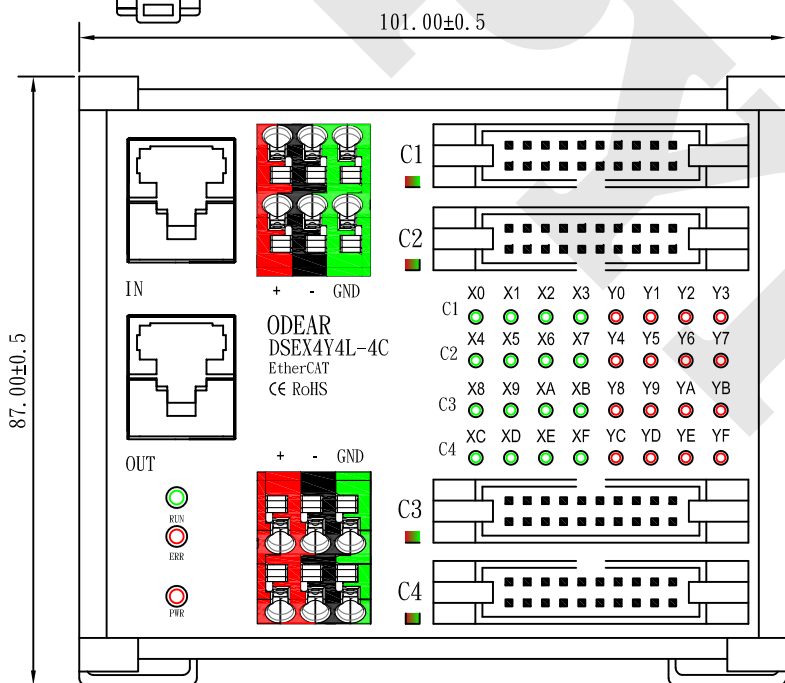 101.00±0.5
87.00±0.5
C1
C2
IN
+ - GND
X0 X1 X2 X3 Y0 Y1 Y2 Y3
C1
ODEAR
DSEX4Y4L-4C
EtherCAT
CE RoHS
X4 X5 X6 X7 Y4 Y5 Y6 Y7
C2
X8 X9 XA XB Y8 Y9 YA YB
C3
XC XD XE XF YC YD YE YF
C4
OUT
+ - GND
RUN
ERR
PWR
C3
C4